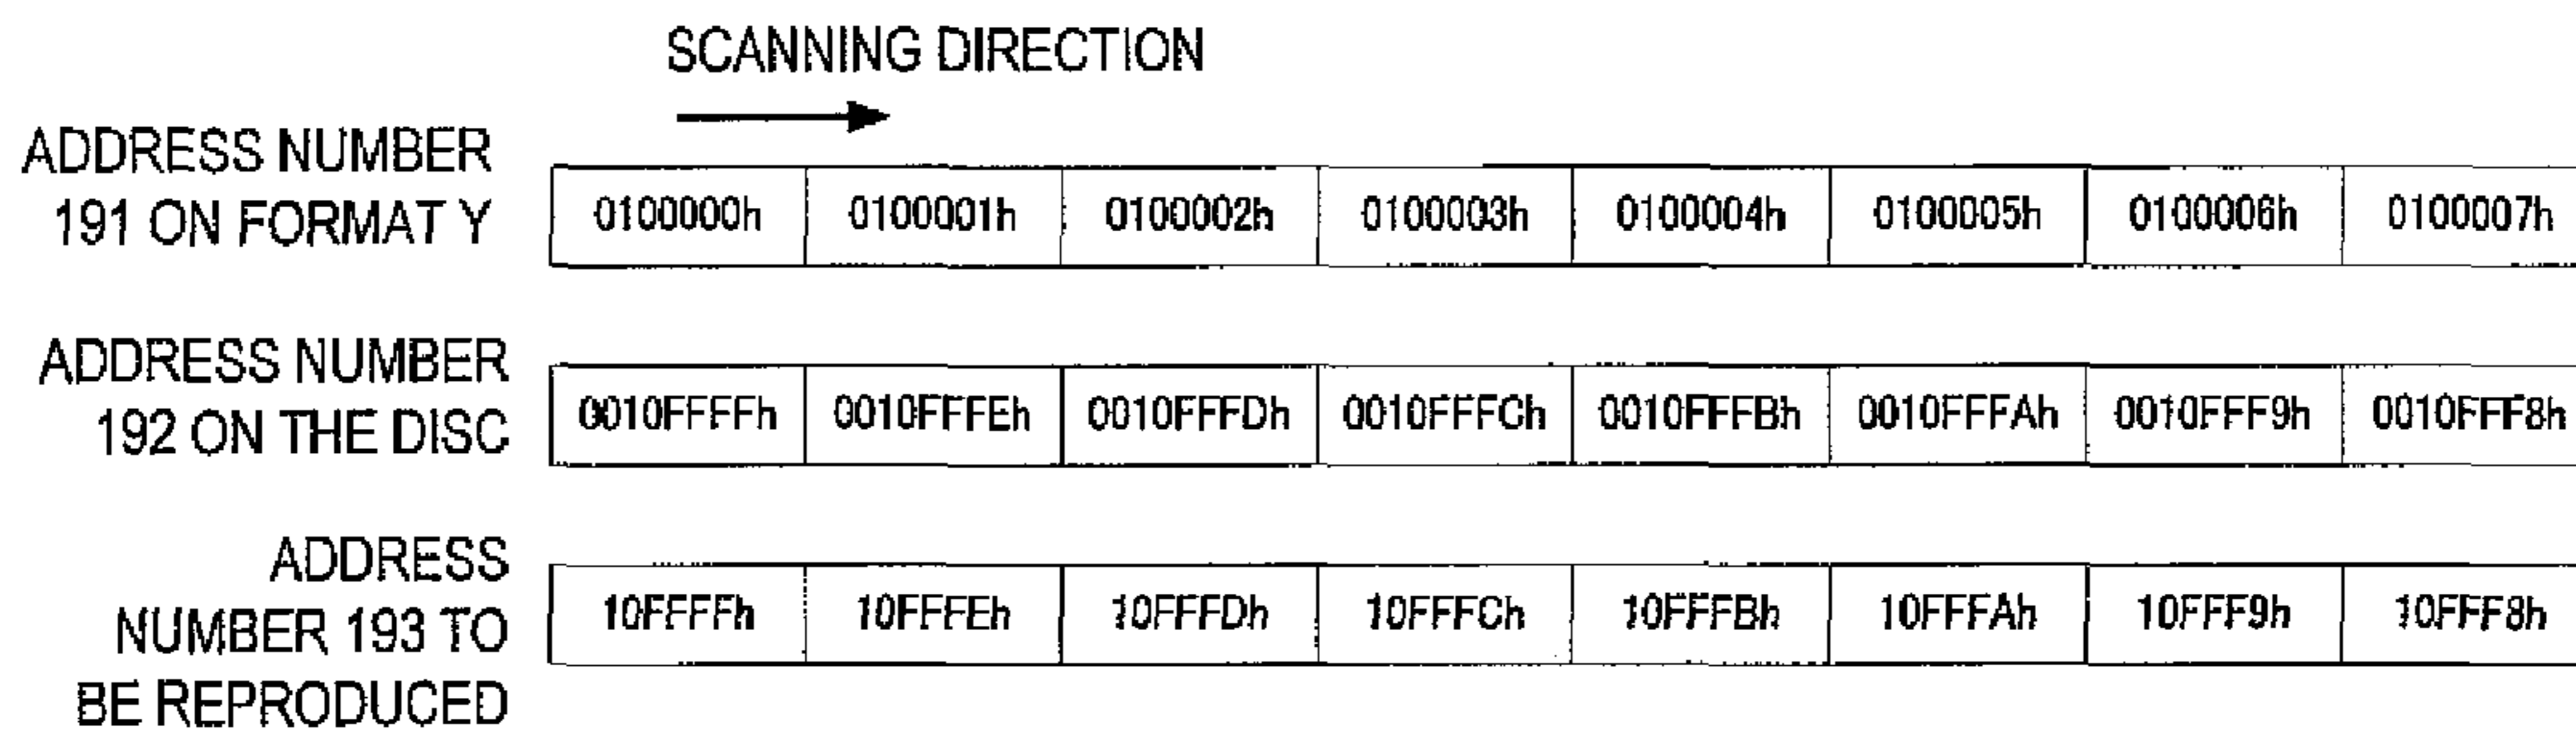 SCANNING DIRECTION
ADDRESS NUMBER
191 ON FORMAT Y
0100000h 0100001h 0100002h 0100003h 0100004h 0100005h 0100006h 0100007h
ADDRESS NUMBER
192 ON THE DISC
0010FFFFh 0010FFFEh 0010FFFDh 0010FFFCh 0010FFFBh 0010FFFAh 0010FFF9h 0010FFF8h
ADDRESS
NUMBER 193 TO
BE REPRODUCED
10FFFFh 10FFFEh 10FFFDh 10FFFCh 10FFFBh 10FFFAh 10FFF9h 10FFF8h